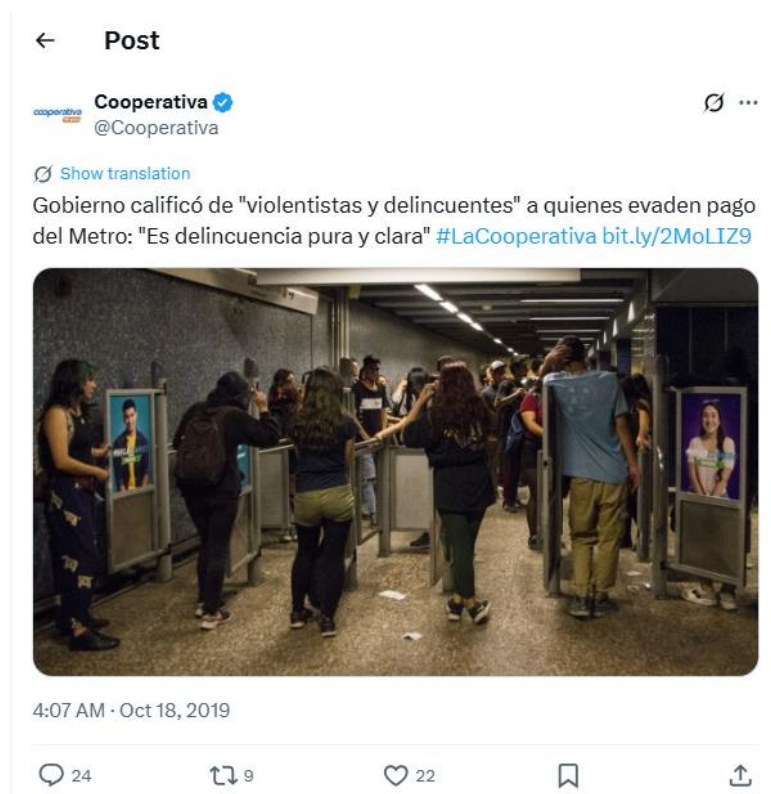 Post
cooperativa
Cooperativa
@Cooperativa
Show translation
Gobierno calificó de "violentistas y delincuentes" a quienes evaden pago
del Metro: "Es delincuencia pura y clara" #LaCooperativa bit.ly/2MoLIZ9
4:07 AM · Oct 18, 2019
24
9
22